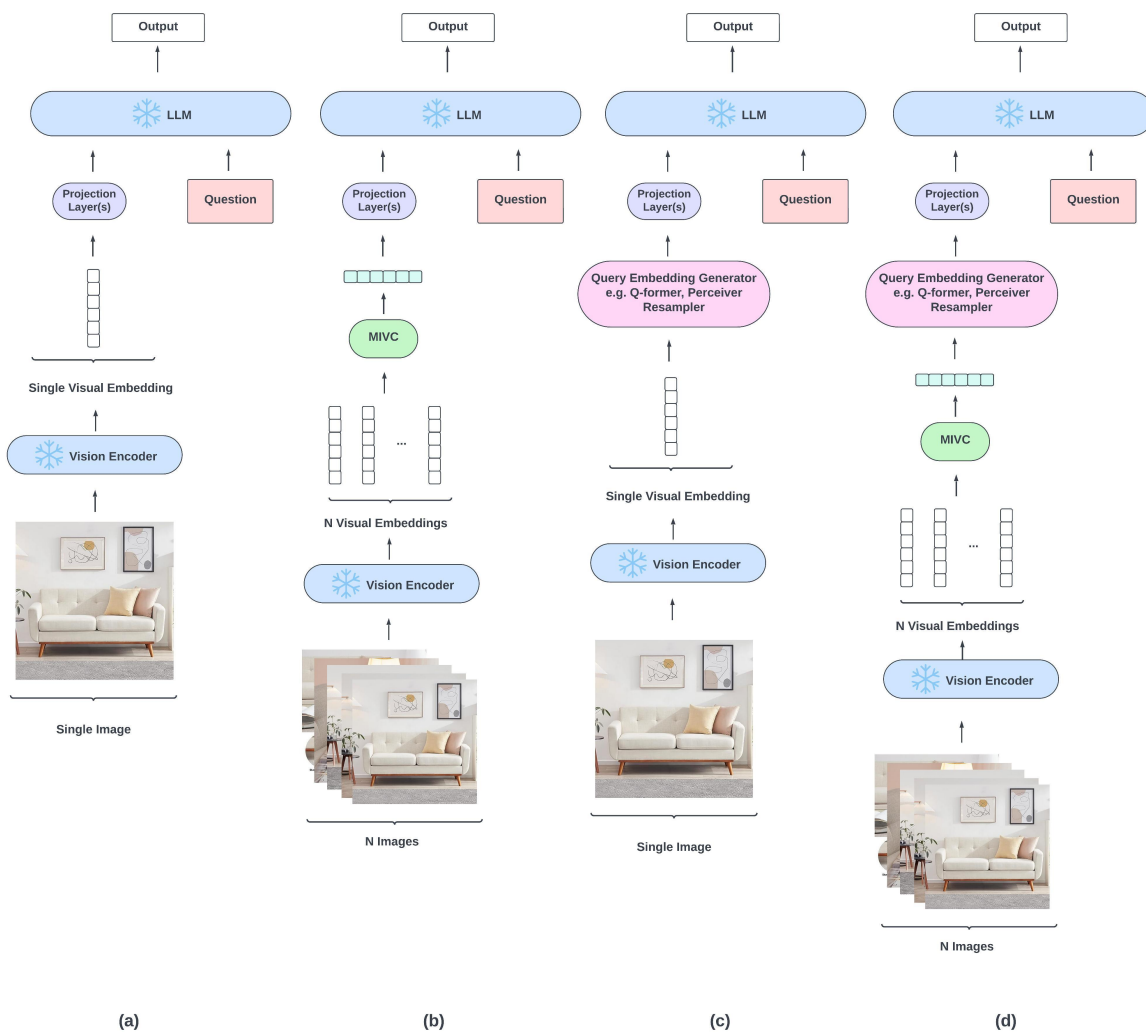 Output
LLM
Projection
Layer(s)
Question
Single Visual Embedding
Vision Encoder
Single Image
(a)
Output
LLM
Projection
Layer(s)
Question
MIVC
...
N Visual Embeddings
Vision Encoder
N Images
(b)
Output
LLM
Projection
Layer(s)
Question
Query Embedding Generator
e.g. Q-former, Perceiver
Resampler
Single Visual Embedding
Vision Encoder
Single Image
(c)
Output
LLM
Projection
Layer(s)
Question
Query Embedding Generator
e.g. Q-former, Perceiver
Resampler
MIVC
...
N Visual Embeddings
Vision Encoder
N Images
(d)